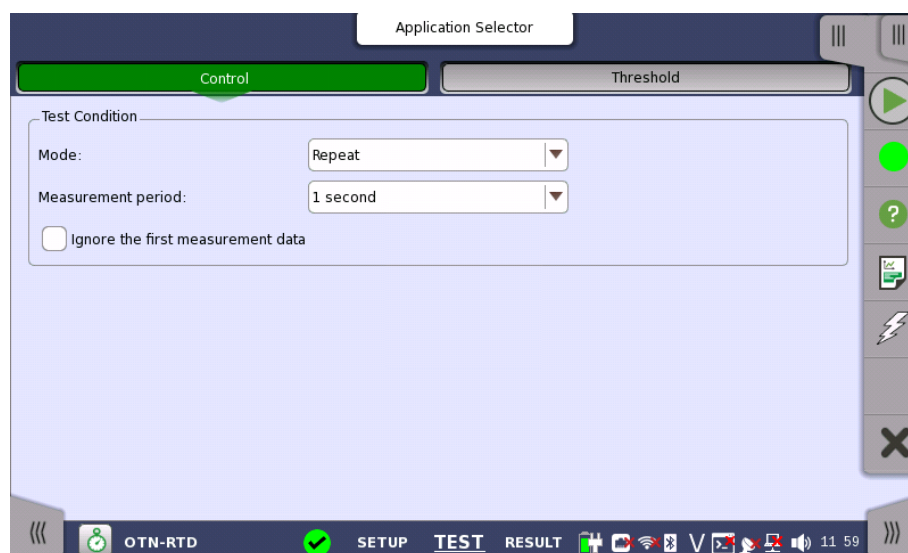 Application Selector
Control
Threshold
Test Condition
Mode:
Repeat
Measurement period:
1 second
Ignore the first measurement data
OTN-RTD
SETUP
TEST
RESULT
V
11 59